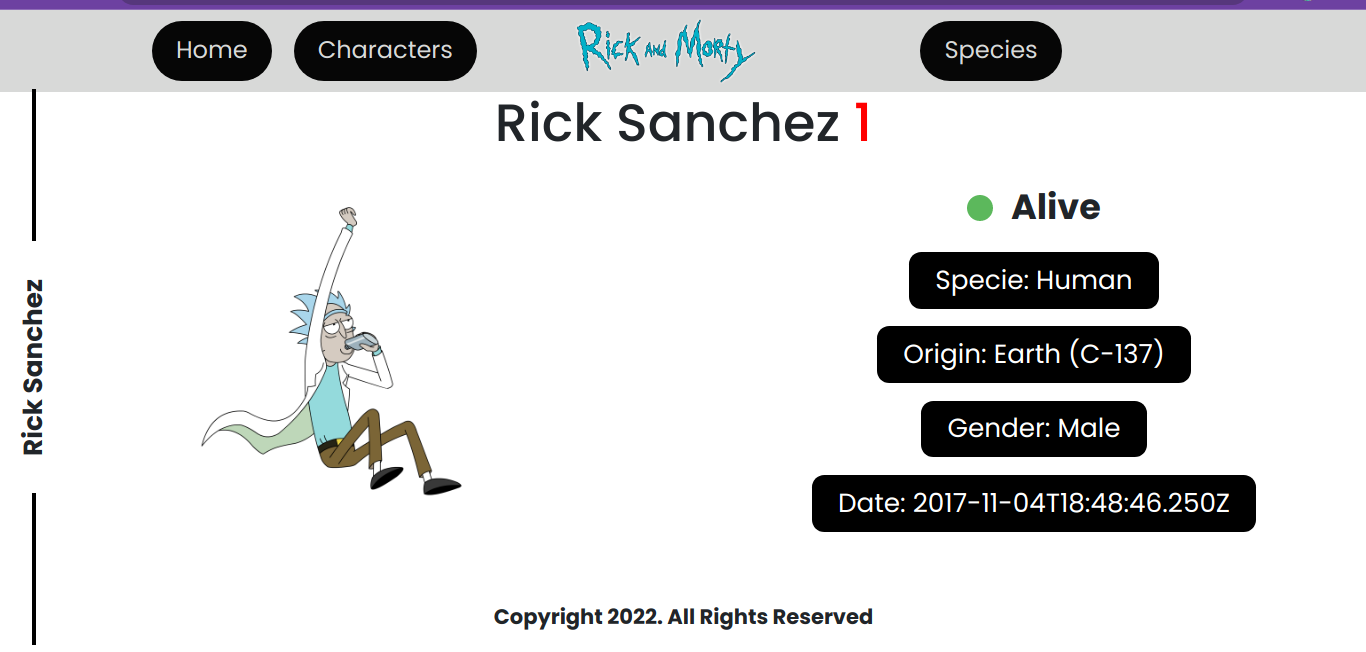 Home Characters Rick and Morty Species
Rick Sanchez 1
Rick Sanchez
Alive
Specie: Human
Origin: Earth (C-137)
Gender: Male
Date: 2017-11-04T18:48:46.250Z
Copyright 2022. All Rights Reserved